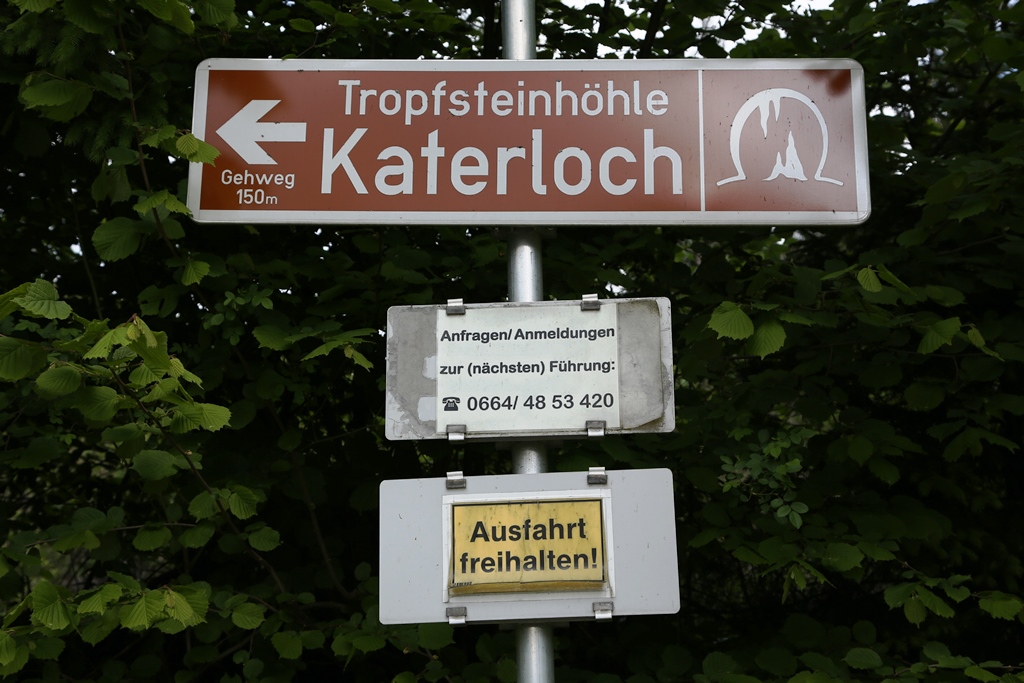 Tropfsteinhöhle
Katerloch
Gehweg
150m
Anfragen/Anmeldungen
zur (nächsten) Führung:
☎ 0664/ 48 53 420
Ausfahrt
freihalten!